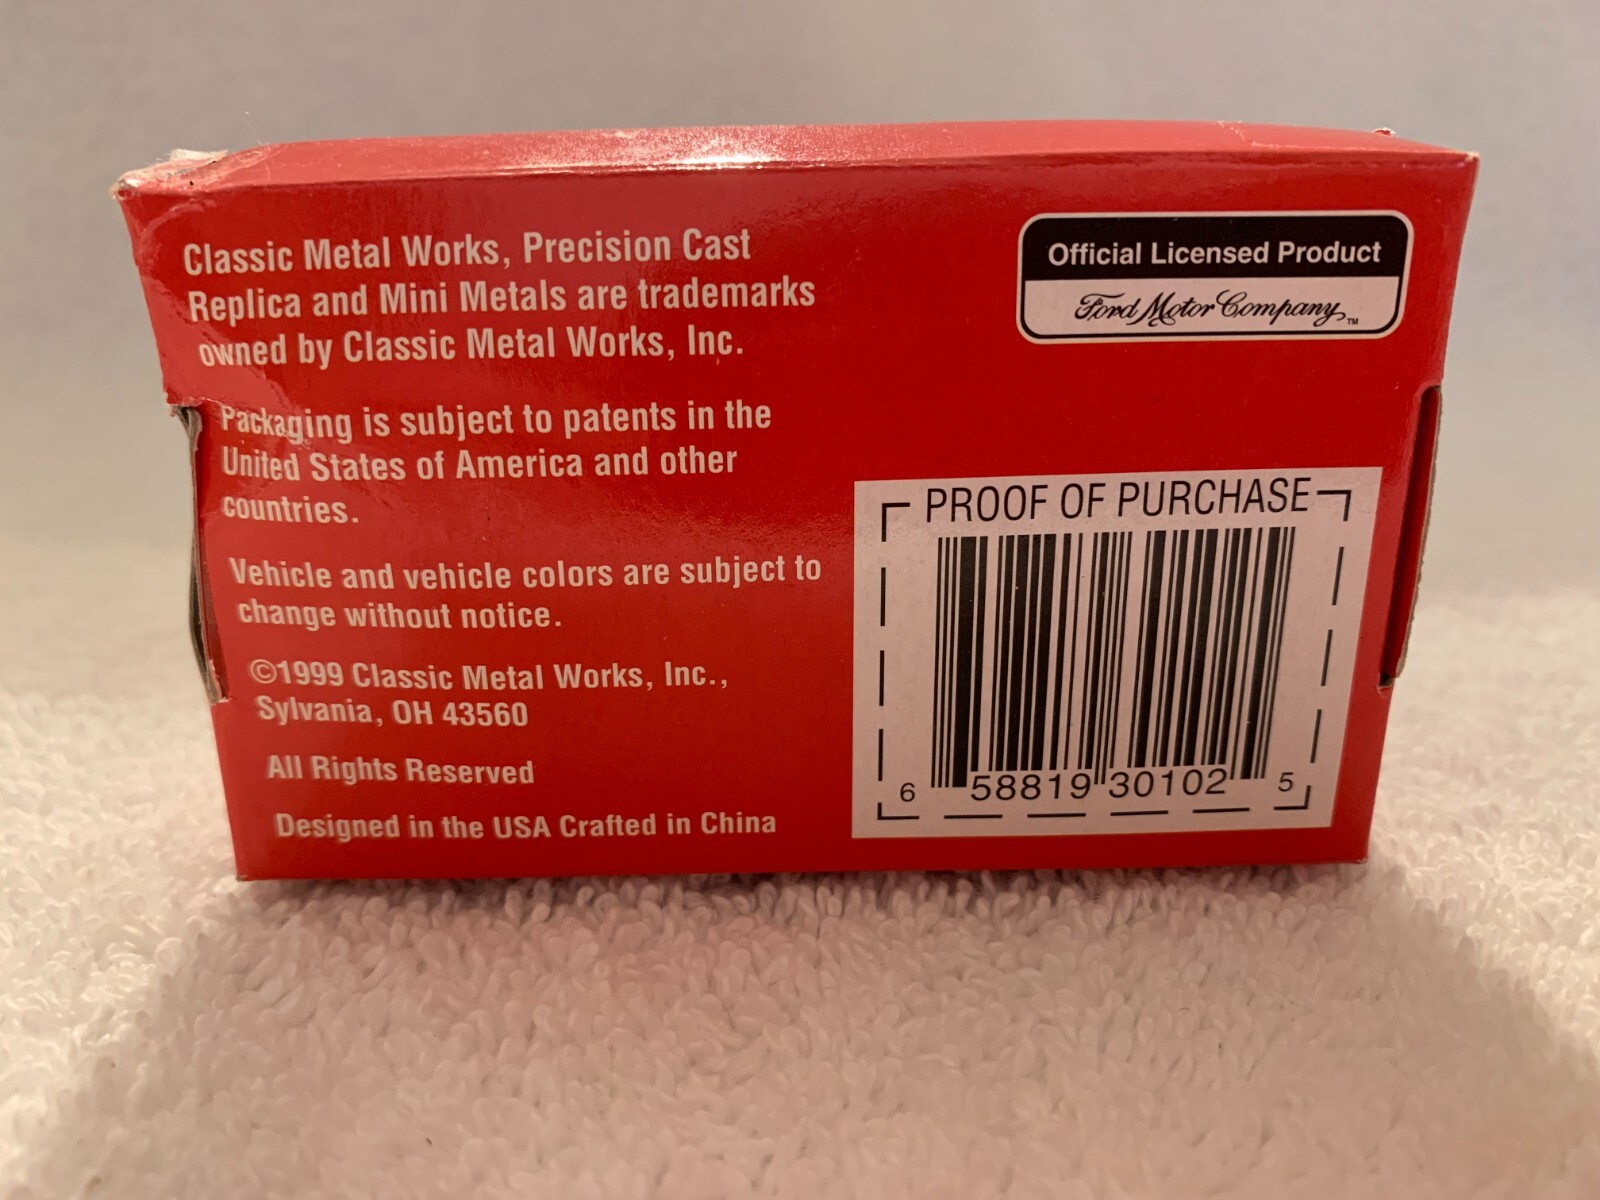 Classic Metal Works, Precision Cast
Replica and Mini Metals are trademarks
owned by Classic Metal Works, Inc.
Packaging is subject to patents in the
United States of America and other
countries.
Vehicle and vehicle colors are subject to
change without notice.
©1999 Classic Metal Works, Inc.,
Sylvania, OH 43560
All Rights Reserved
Designed in the USA Crafted in China
Official Licensed Product
Ford Motor Company™
PROOF OF PURCHASE
6 58819 30102 5